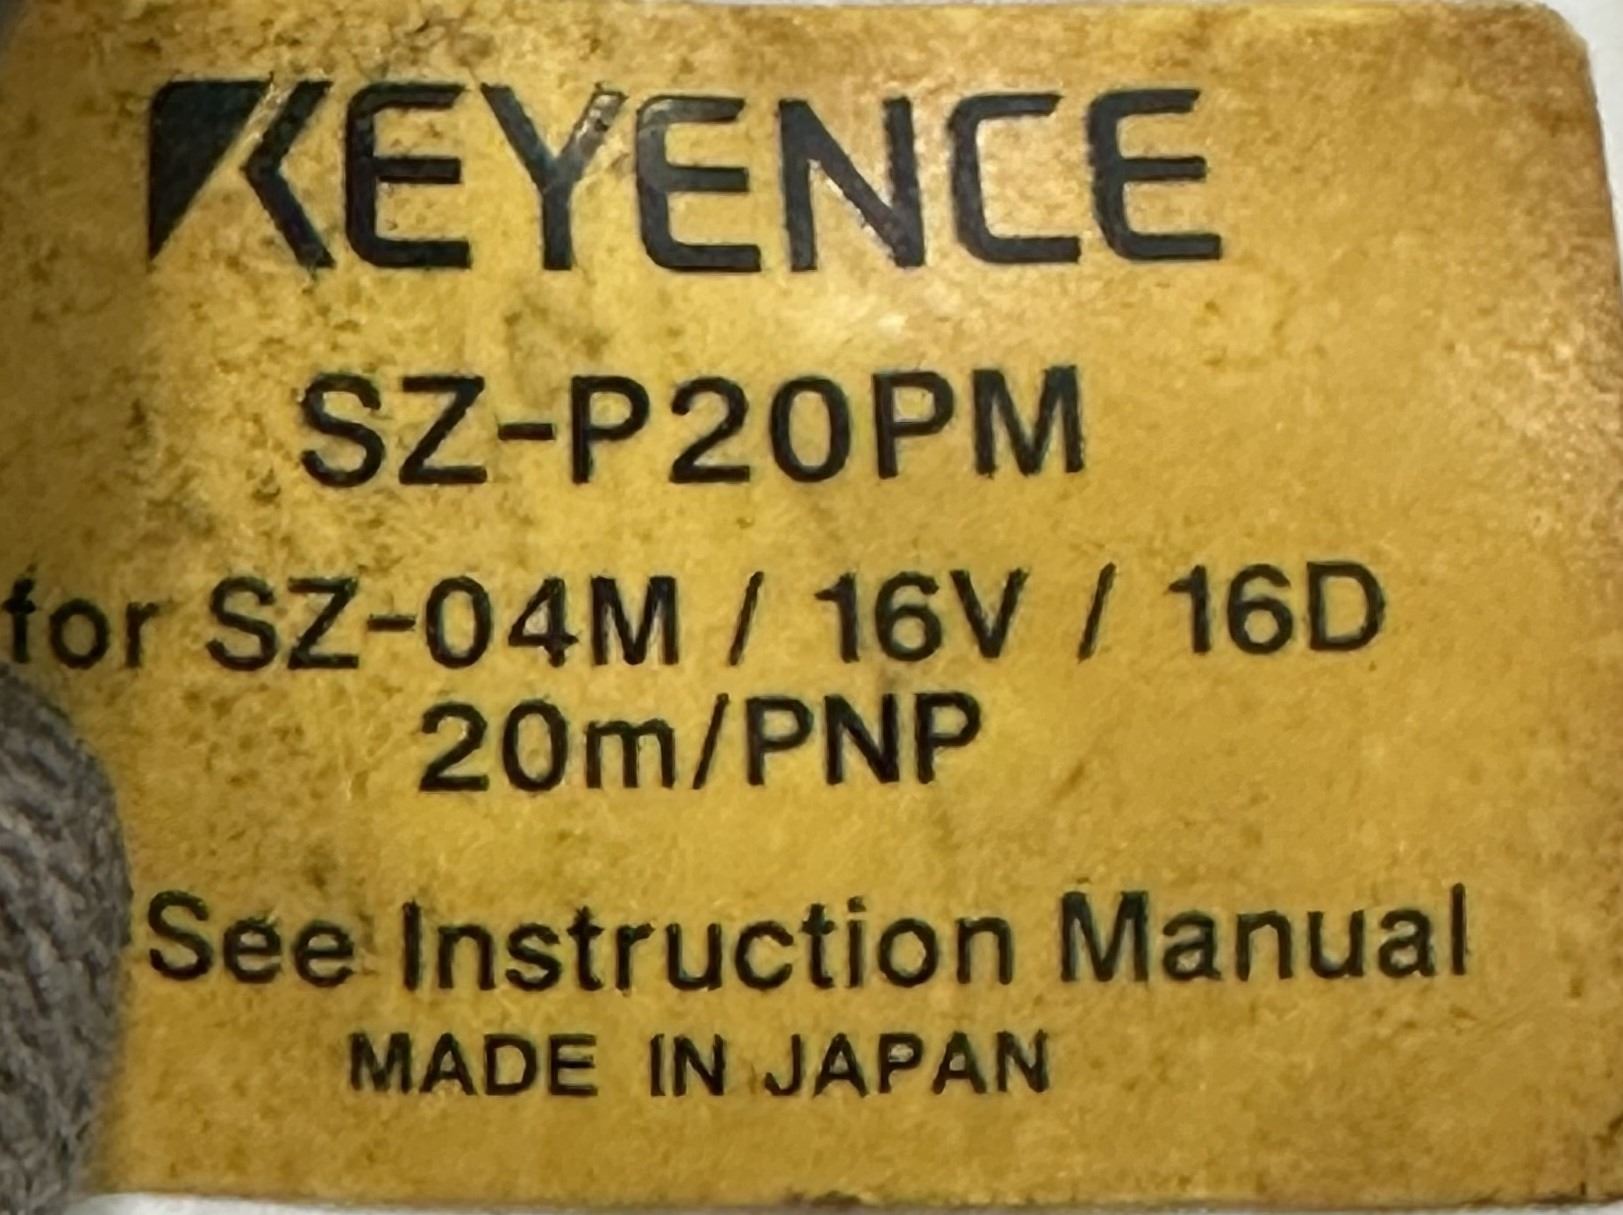 KEYENCE
SZ-P20PM
for SZ-04M / 16V / 16D
20m/PNP
See Instruction Manual
MADE IN JAPAN